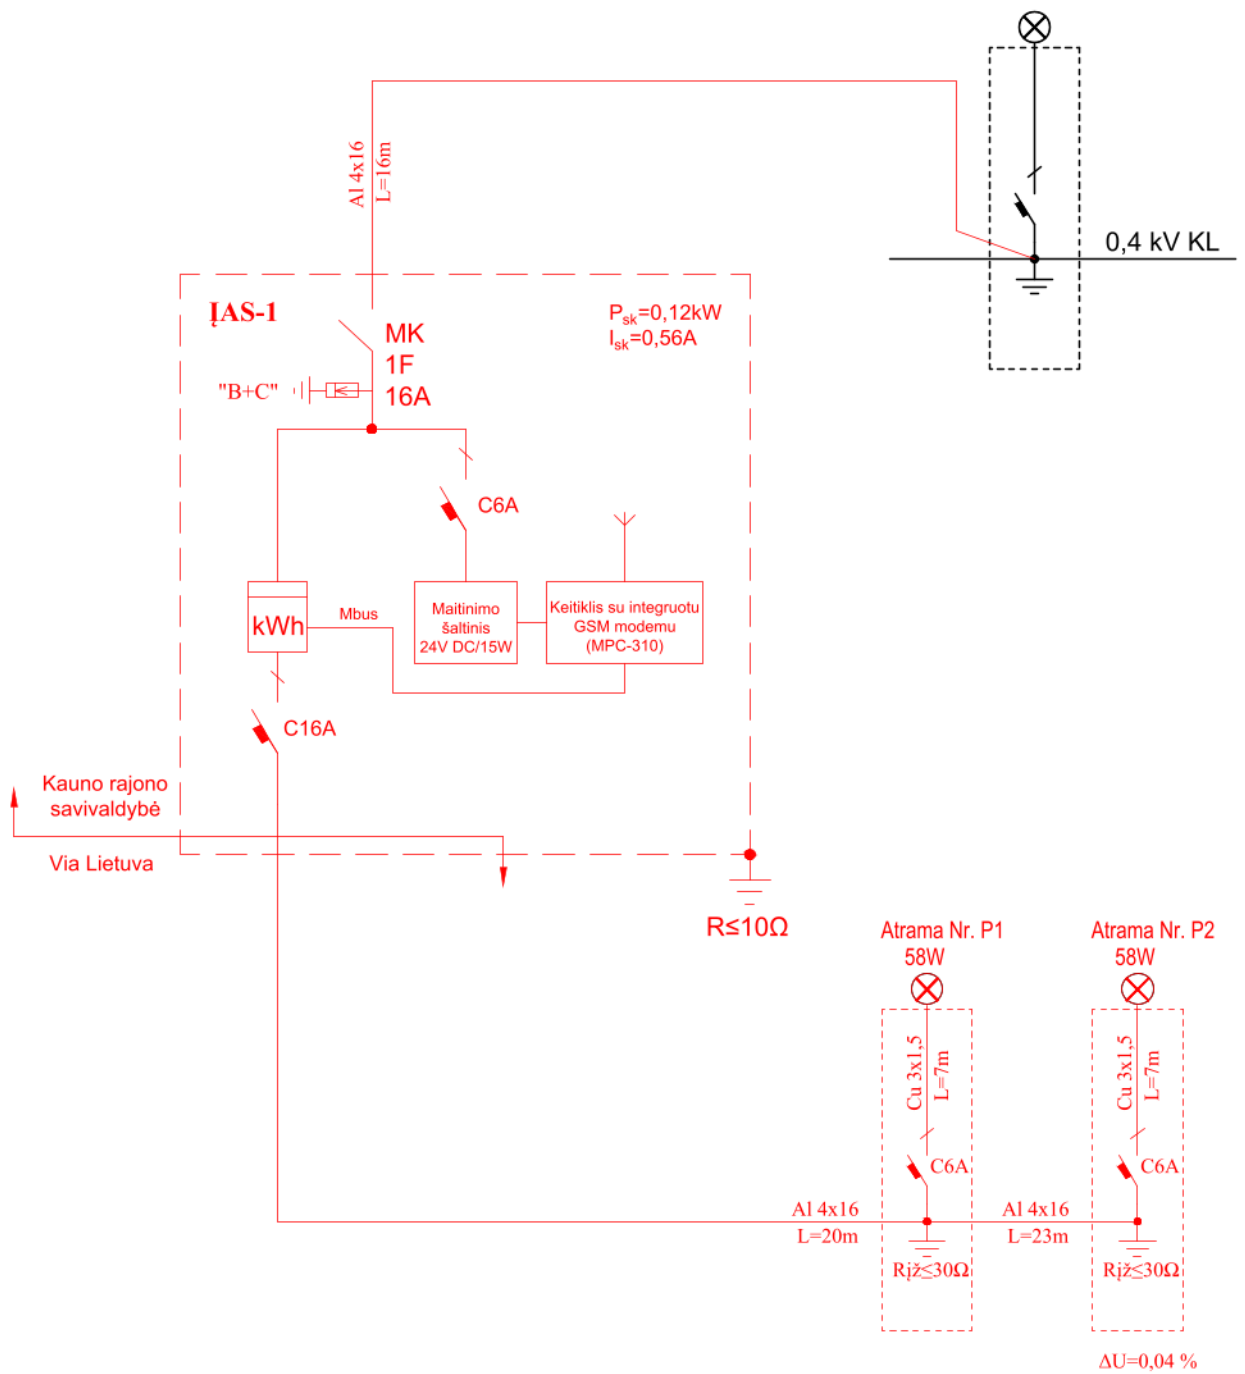 Al 4x16
L=16m
0,4 kV KL
ĮAS-1
P_sk=0,12kW
I_sk=0,56A
MK
1F
16A
"B+C"
C6A
kWh
Mbus
Maitinimo
šaltinis
24V DC/15W
Keitiklis su integruotu
GSM modemu
(MPC-310)
C16A
Kauno rajono
savivaldybė
Via Lietuva
R≤10Ω
Atrama Nr. P1
58W
Cu 3x1,5
L=7m
C6A
Al 4x16
L=20m
Rįž≤30Ω
Atrama Nr. P2
58W
Cu 3x1,5
L=7m
C6A
Al 4x16
L=23m
Rįž≤30Ω
ΔU=0,04 %